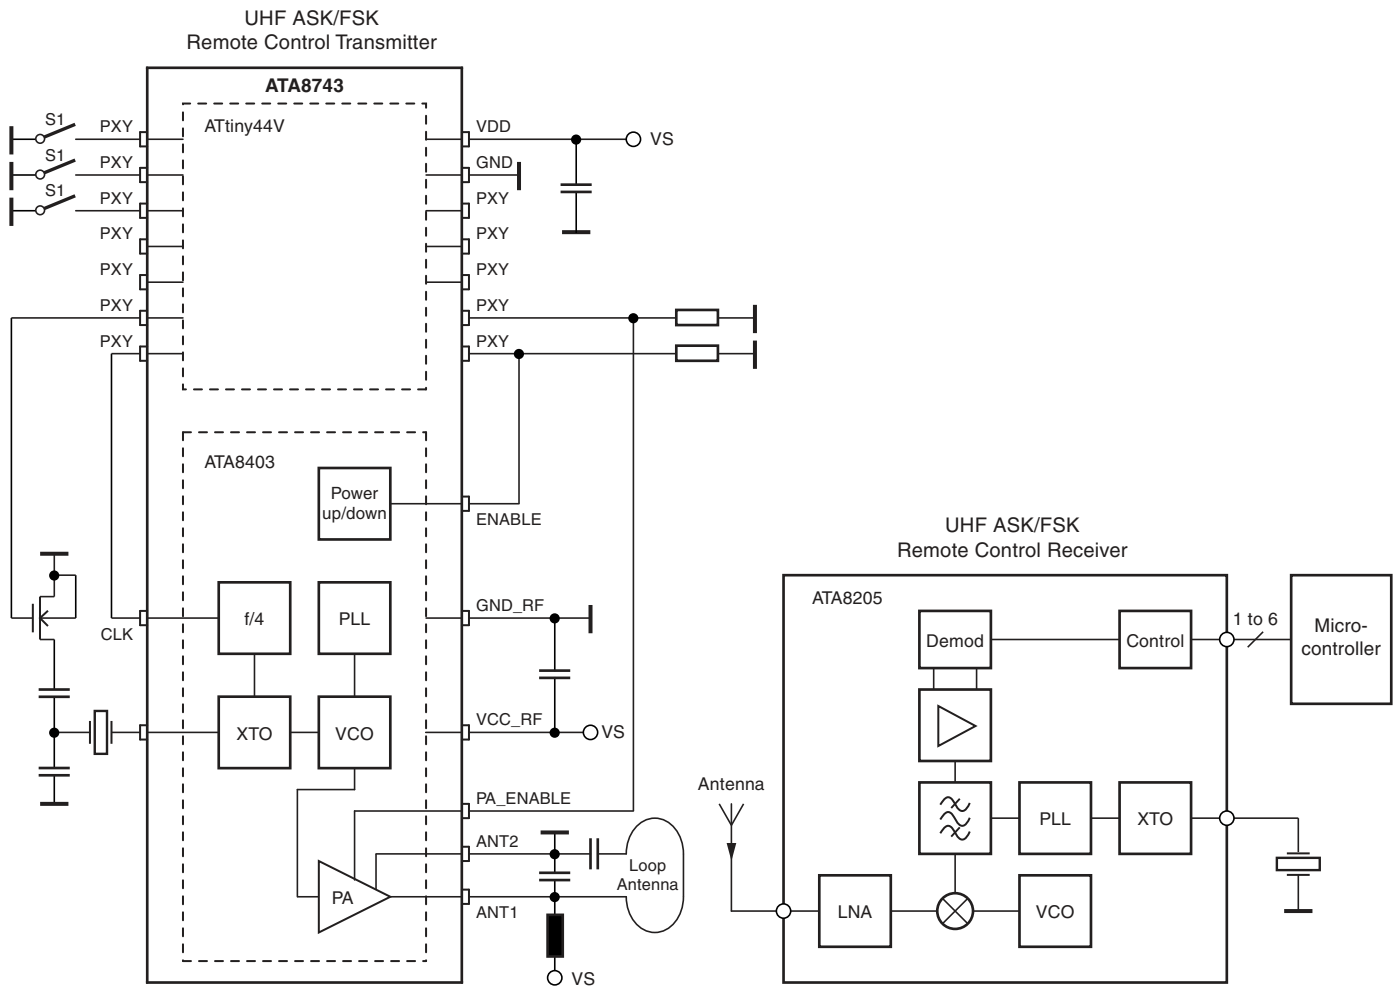 UHF ASK/FSK
Remote Control Transmitter
ATA8743
ATtiny44V
S1
PXY
S1
PXY
S1
PXY
PXY
PXY
PXY
PXY
VDD
VS
GND
PXY
PXY
PXY
PXY
PXY
ATA8403
Power
up/down
ENABLE
f/4
PLL
GND_RF
CLK
XTO
VCO
VCC_RF
VS
PA_ENABLE
ANT2
PA
ANT1
Loop
Antenna
VS
UHF ASK/FSK
Remote Control Receiver
ATA8205
Demod
Control
1 to 6
Micro-
controller
Antenna
PLL
XTO
LNA
VCO